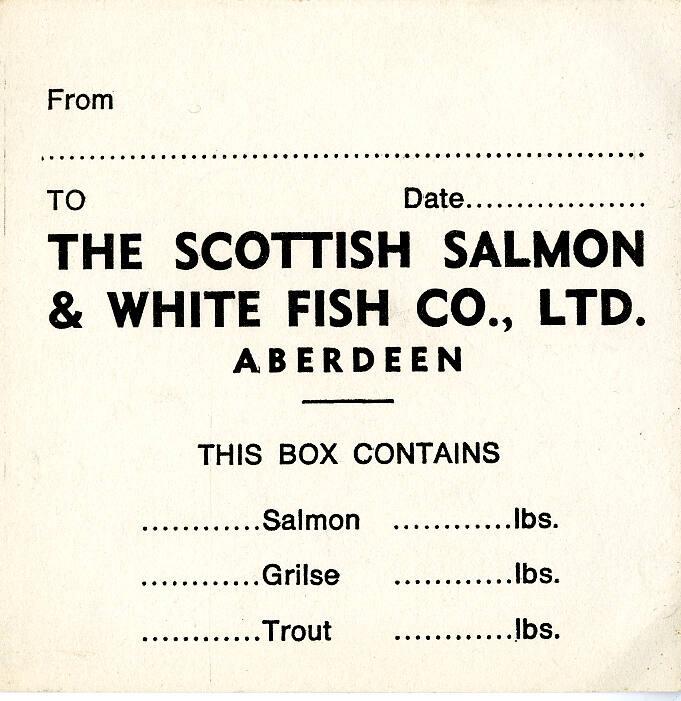 From
............................................................
TO Date..................
THE SCOTTISH SALMON
& WHITE FISH CO., LTD.
ABERDEEN
THIS BOX CONTAINS
............Salmon ............lbs.
............Grilse ............lbs.
............Trout ............lbs.